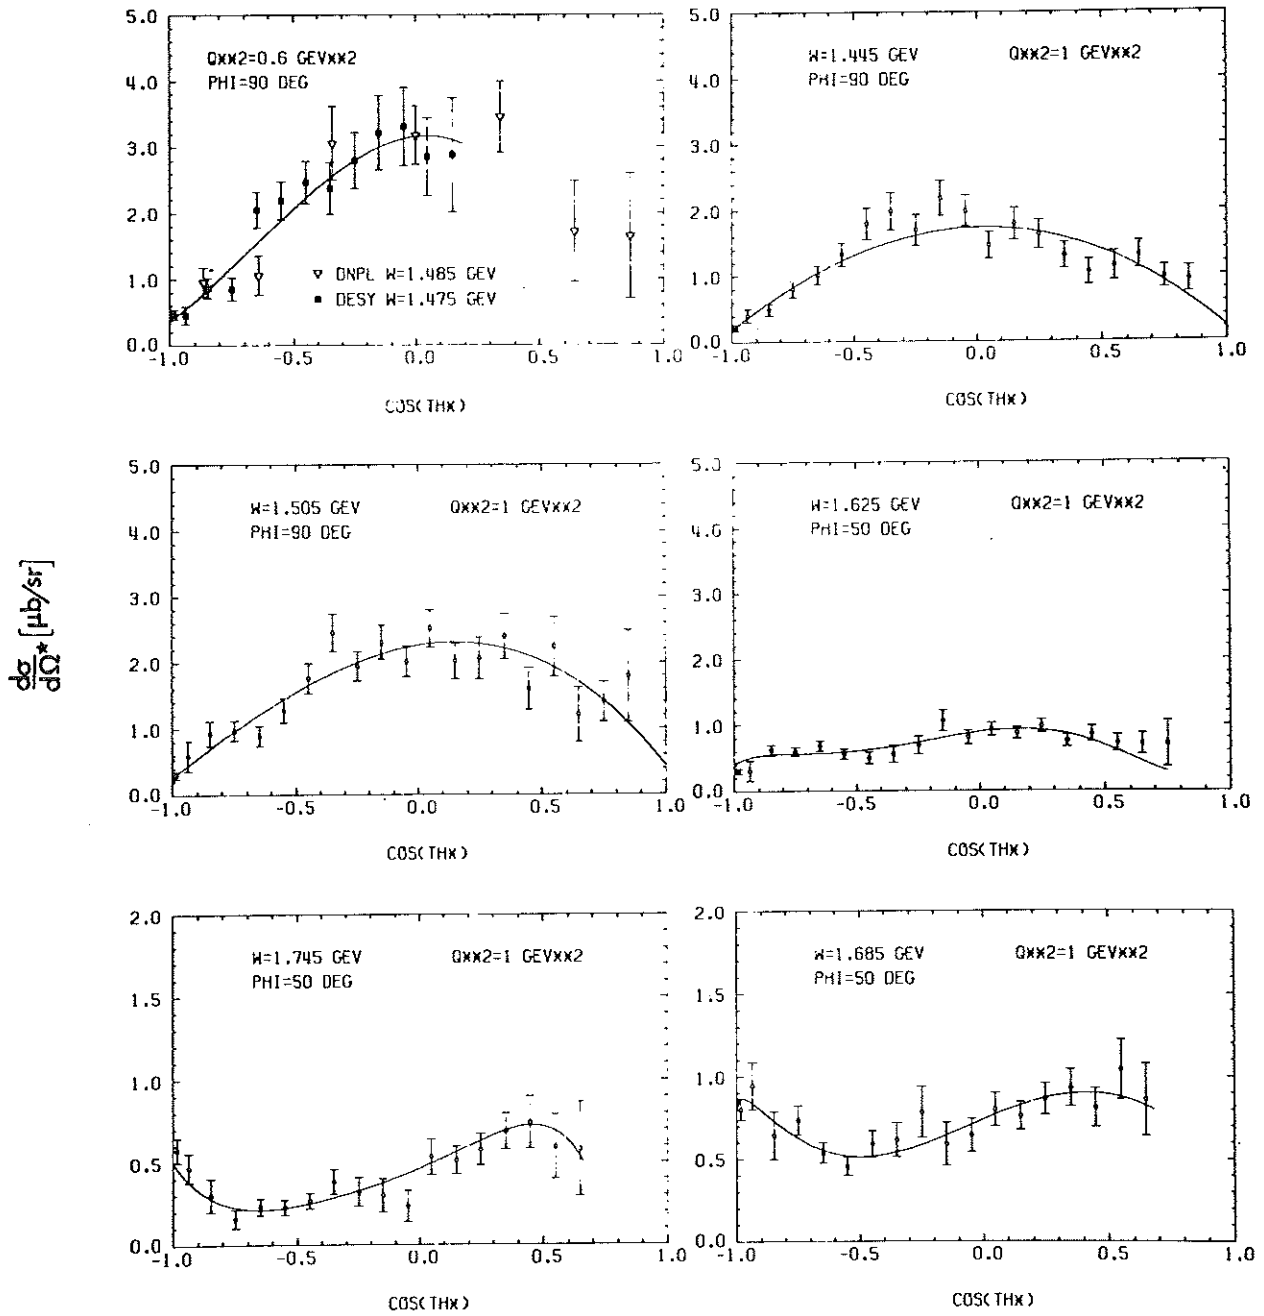 5.0
4.0
3.0
2.0
1.0
0.0
QXX2=0.6 GEVXX2
PHI=90 DEG
DNPL W=1.485 GEV
DESY W=1.475 GEV
-1.0 -0.5 0.0 0.5 1.0
COS(THX)
5.0
4.0
3.0
2.0
1.0
0.0
W=1.445 GEV QXX2=1 GEVXX2
PHI=90 DEG
-1.0 -0.5 0.0 0.5 1.0
COS(THX)
dσ
dΩ* [μb/sr]
5.0
4.0
3.0
2.0
1.0
0.0
W=1.505 GEV QXX2=1 GEVXX2
PHI=90 DEG
-1.0 -0.5 0.0 0.5 1.0
COS(THX)
5.0
4.0
3.0
2.0
1.0
0.0
W=1.625 GEV QXX2=1 GEVXX2
PHI=50 DEG
-1.0 -0.5 0.0 0.5 1.0
COS(THX)
2.0
1.5
1.0
0.5
0.0
W=1.745 GEV QXX2=1 GEVXX2
PHI=50 DEG
-1.0 -0.5 0.0 0.5 1.0
COS(THX)
2.0
1.5
1.0
0.5
0.0
W=1.685 GEV QXX2=1 GEVXX2
PHI=50 DEG
-1.0 -0.5 0.0 0.5 1.0
COS(THX)